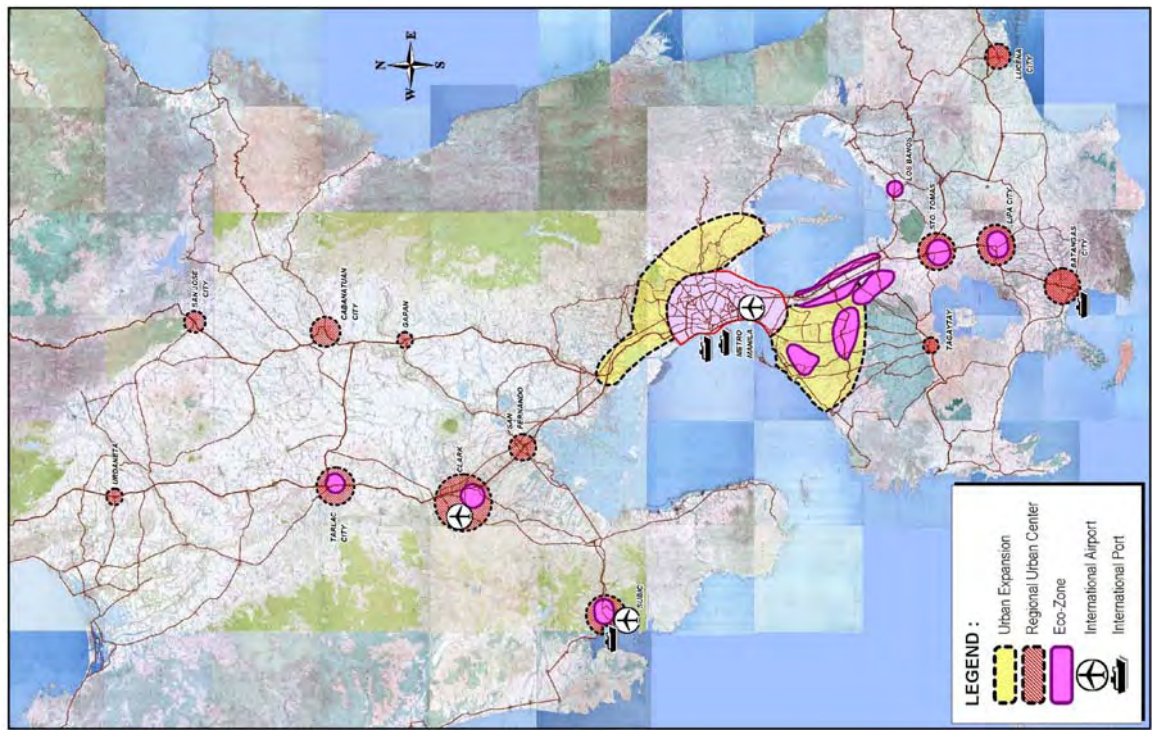 N
E
W
S
SAN JOSE
CITY
CABANATUAN
CITY
GAPAN
URDANETA
TARLAC
CITY
CLARK
SAN
FERNANDO
SUBIC
METRO
MANILA
LOS BANOS
STO. TOMAS
LIPA CITY
BATANGAS
CITY
TAGAYTAY
LUCENA
CITY
LEGEND :
Urban Expansion
Regional Urban Center
Eco-Zone
International Airport
International Port